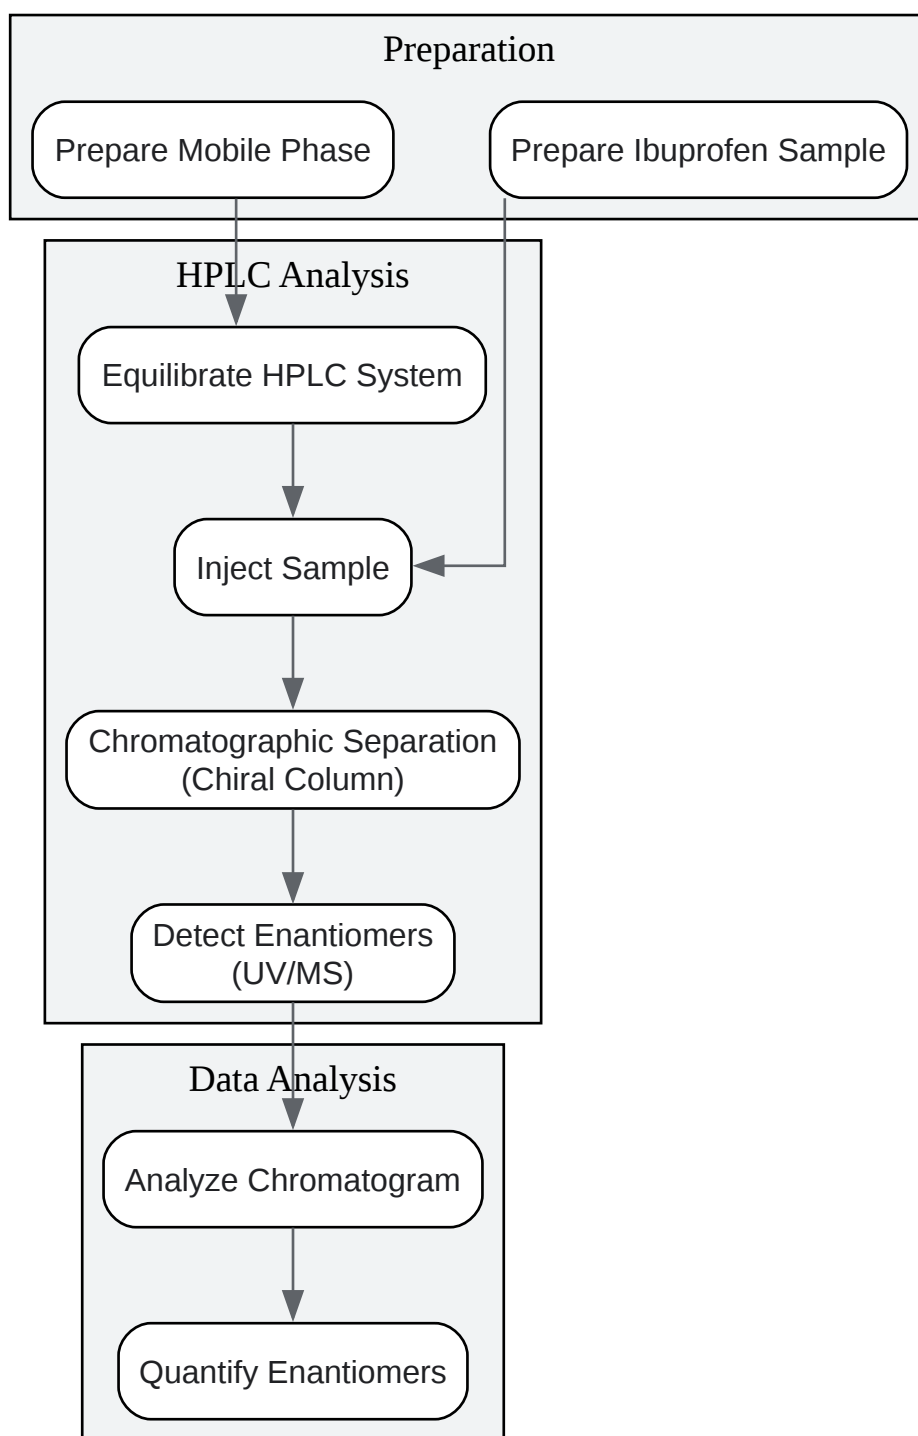 Preparation
Prepare Mobile Phase
Prepare Ibuprofen Sample
HPLC Analysis
Equilibrate HPLC System
Inject Sample
Chromatographic Separation
(Chiral Column)
Detect Enantiomers
(UV/MS)
Data Analysis
Analyze Chromatogram
Quantify Enantiomers